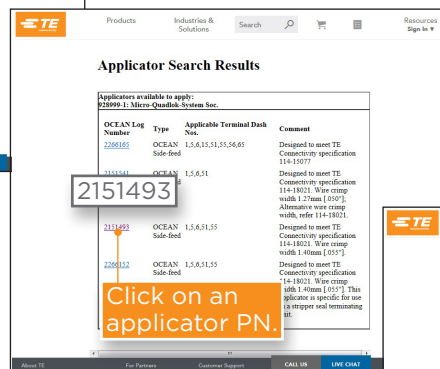 TE
Products
Industries &
Solutions
Search
Resources
Sign In
Applicator Search Results
Applicators available to apply:
928999-1: Micro-Quadlok-System Soc.
OCEAN Log
Number
Type
Applicable Terminal Dash
Nos.
Comment
2266165
OCEAN
Side-feed
1,5,6,15,51,55,56,65
Designed to meet TE
Connectivity specification
114-15077
2151541
OCEAN
1,5,6,51
Designed to meet TE
Connectivity specification
114-18021. Wire crimp
width 1.27mm [.050"];
Alternative wire crimp
width, refer 114-18021.
2151493
2151493
OCEAN
Side-feed
1,5,6,51,55
Designed to meet TE
Connectivity specification
114-18021. Wire crimp
width 1.40mm [.055"].
2266152
OCEAN
Side-feed
1,5,6,51,55
Designed to meet TE
Connectivity specification
114-18021. Wire crimp
width 1.40mm [.055"]. This
applicator is specific for use
a stripper seal terminating
Click on an
applicator PN.
About TE
For Partners
Customer Support
CALL US
LIVE CHAT
TE